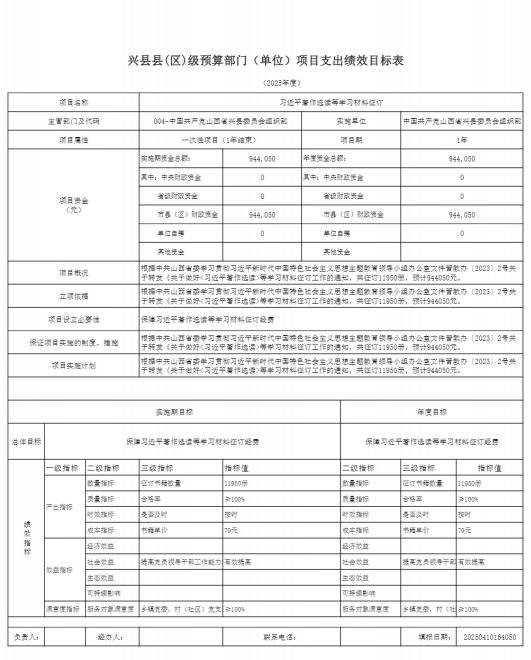 兴县县(区)级预算部门（单位）项目支出绩效目标表
（2025年度）
项目名称 习近平著作选读等学习材料征订
主管部门及代码 004-中国共产党山西省兴县委员会组织部 实施单位 中国共产党山西省兴县委员会组织部
项目属性 一次性项目（1年结束） 项目期 1年
项目资金（元） 实施期资金总额： 944,050 年度资金总额： 944,050
其中：中央财政资金 0 其中：中央财政资金 0
省级财政资金 0 省级财政资金 0
市县（区）财政资金 944,050 市县（区）财政资金 944,050
单位自筹 0 单位自筹 0
其他资金 其他资金
项目概况 根据中共山西省委学习贯彻习近平新时代中国特色社会主义思想主题教育领导小组办公室文件晋教办〔2023〕2号关
于转发《关于做好<习近平著作选读>等学习材料征订工作的通知，共征订11950册，预计944050元。
立项依据 根据中共山西省委学习贯彻习近平新时代中国特色社会主义思想主题教育领导小组办公室文件晋教办〔2023〕2号关
于转发《关于做好<习近平著作选读>等学习材料征订工作的通知，共征订11950册，预计944050元。
项目设立必要性 保障习近平著作选读等学习材料征订经费
保证项目实施的制度、措施 根据中共山西省委学习贯彻习近平新时代中国特色社会主义思想主题教育领导小组办公室文件晋教办〔2023〕2号关
于转发《关于做好<习近平著作选读>等学习材料征订工作的通知，共征订11950册，预计944050元。
项目实施计划 根据中共山西省委学习贯彻习近平新时代中国特色社会主义思想主题教育领导小组办公室文件晋教办〔2023〕2号关
于转发《关于做好<习近平著作选读>等学习材料征订工作的通知，共征订11950册，预计944050元。
实施期目标 年度目标
总体目标 保障习近平著作选读等学习材料征订经费 保障习近平著作选读等学习材料征订经费
绩效指标 一级指标 二级指标 三级指标 指标值 二级指标 三级指标 指标值
产出指标 数量指标 征订书籍数量 11950册 数量指标 征订书籍数量 11950册
质量指标 合格率 ≥100% 质量指标 合格率 ≥100%
时效指标 是否及时 按时 时效指标 是否及时 按时
成本指标 书籍单价 79元 成本指标 书籍单价 79元
效益指标 经济效益 经济效益
社会效益 提高党员领导干部工作能力 有效提高 社会效益 提高党员领导干部 有效提高
生态效益 生态效益
可持续影响 可持续影响
满意度指标 服务对象满意度 乡镇党委、村（社区）党支 ≥100% 服务对象满意度 乡镇党委、村（社 ≥100%
负责人： 经办人： 联系电话： 填报日期： 20250410164050